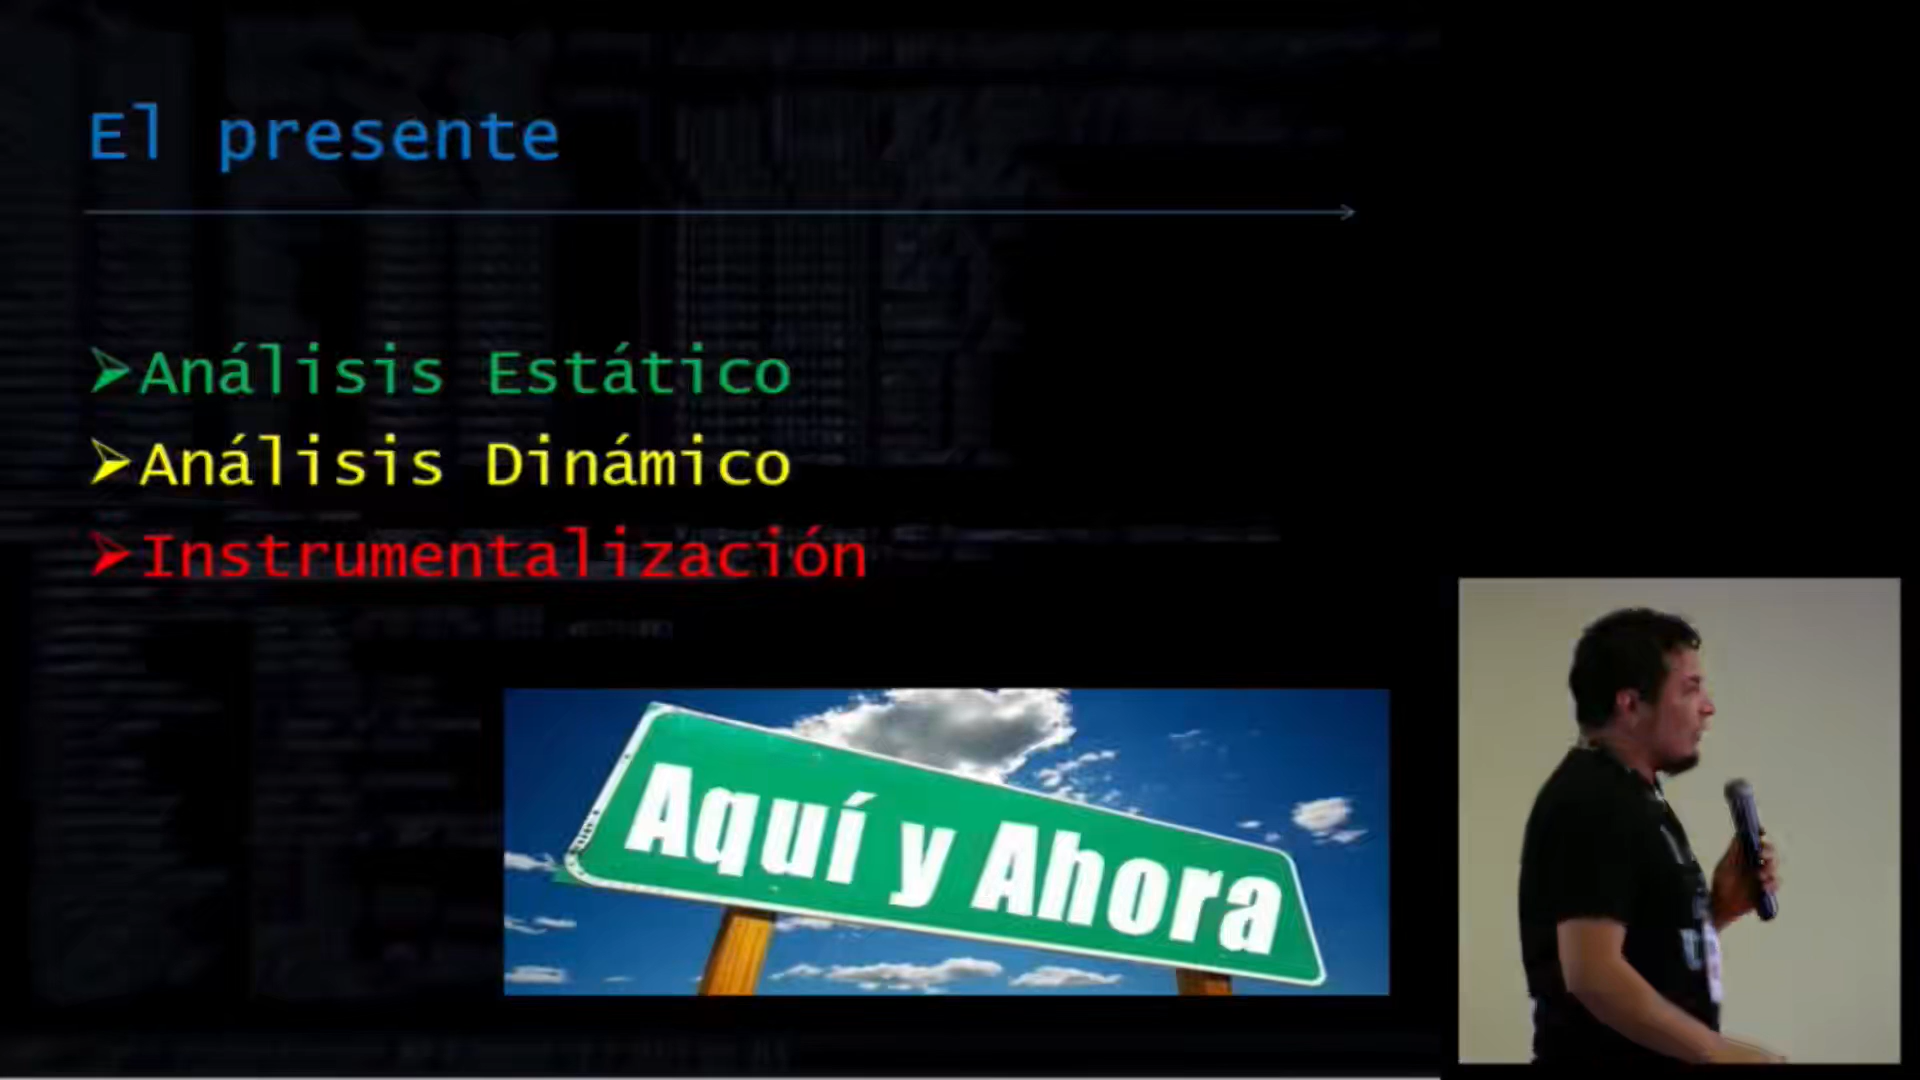 El presente
Análisis Estático
Análisis Dinámico
Instrumentalización
Aquí y Ahora